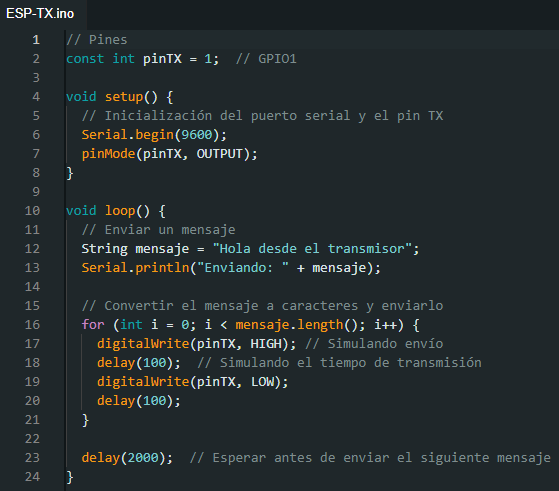 ESP-TX.ino
1 // Pines
2 const int pinTX = 1;  // GPIO1
3
4 void setup() {
5   // Inicialización del puerto serial y el pin TX
6   Serial.begin(9600);
7   pinMode(pinTX, OUTPUT);
8 }
9
10 void loop() {
11   // Enviar un mensaje
12   String mensaje = "Hola desde el transmisor";
13   Serial.println("Enviando: " + mensaje);
14
15   // Convertir el mensaje a caracteres y enviarlo
16   for (int i = 0; i < mensaje.length(); i++) {
17     digitalWrite(pinTX, HIGH); // Simulando envío
18     delay(100);  // Simulando el tiempo de transmisión
19     digitalWrite(pinTX, LOW);
20     delay(100);
21   }
22
23   delay(2000);  // Esperar antes de enviar el siguiente mensaje
24 }